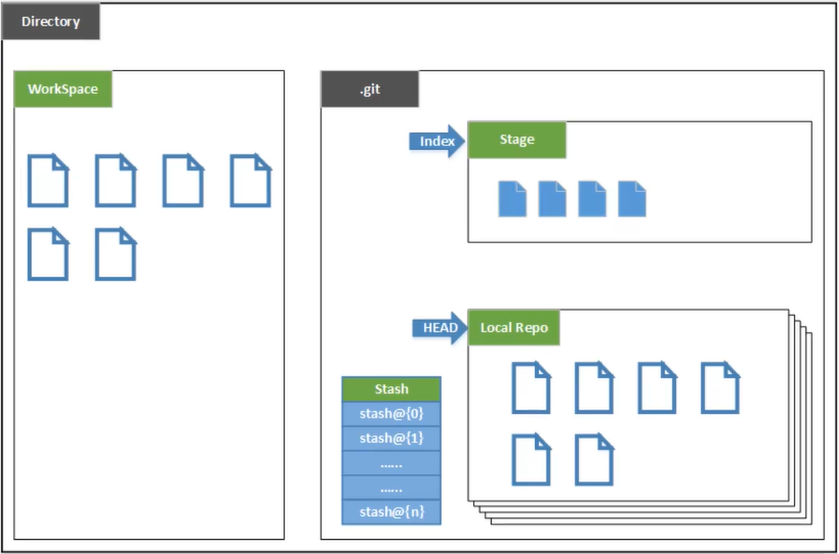 Directory
WorkSpace
.git
Index
Stage
HEAD
Local Repo
Stash
stash@{0}
stash@{1}
......
......
stash@{n}